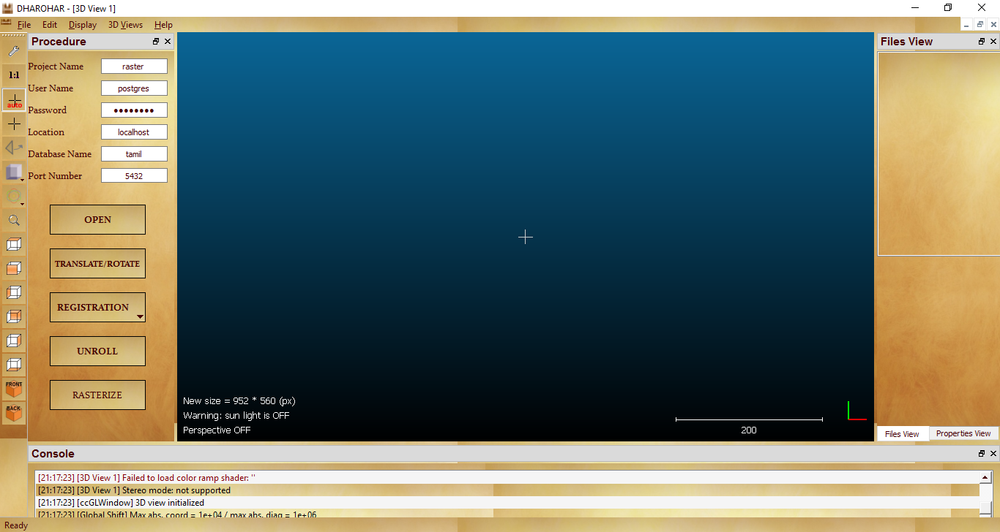 DHAROHAR - [3D View 1]
File Edit Display 3D Views Help
Procedure
Project Name raster
User Name postgres
Password ●●●●●●●●
Location localhost
Database Name tamil
Port Number 5432
OPEN
TRANSLATE/ROTATE
REGISTRATION
UNROLL
RASTERIZE
1:1
auto
FRONT
BACK
New size = 952 * 560 (px)
Warning: sun light is OFF
Perspective OFF
200
Files View
Files View Properties View
Console
[21:17:23] [3D View 1] Failed to load color ramp shader: ''
[21:17:23] [3D View 1] Stereo mode: not supported
[21:17:23] [ccGLWindow] 3D view initialized
[21:17:23] [Global Shift] Max abs. coord = 1e+04 / max abs. diag = 1e+06
Ready